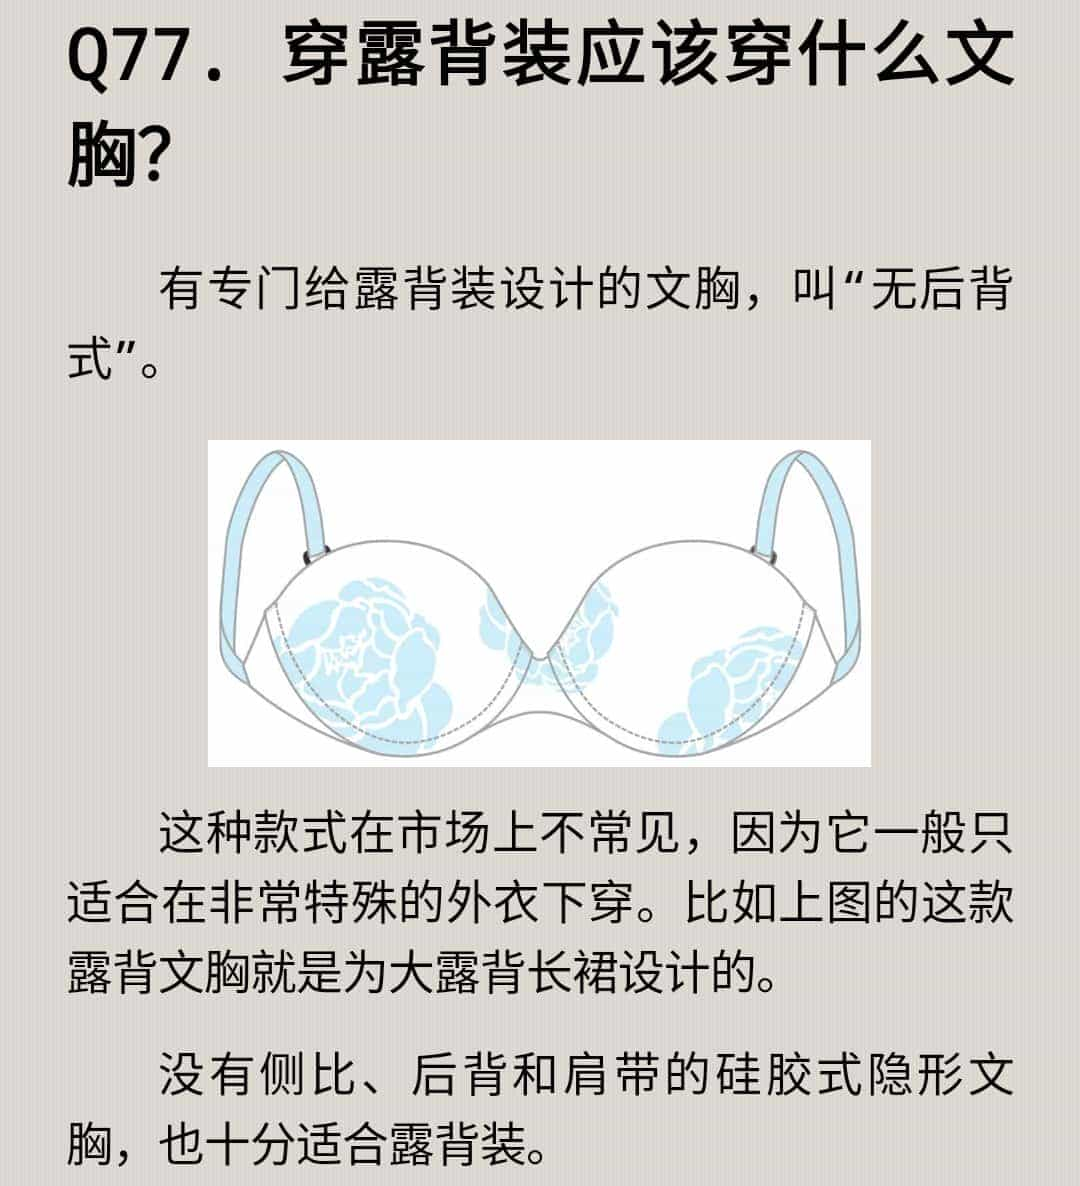 Q77. 穿露背装应该穿什么文
胸？
有专门给露背装设计的文胸，叫“无后背
式”。
这种款式在市场上不常见，因为它一般只
适合在非常特殊的外衣下穿。比如上图的这款
露背文胸就是为大露背长裙设计的。
没有侧比、后背和肩带的硅胶式隐形文
胸，也十分适合露背装。